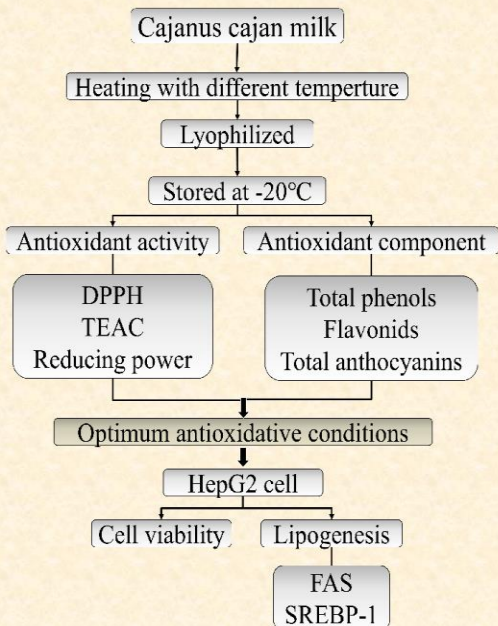 Cajanus cajan milk
Heating with different temperture
Lyophilized
Stored at -20℃
Antioxidant activity
Antioxidant component
DPPH
TEAC
Reducing power
Total phenols
Flavonids
Total anthocyanins
Optimum antioxidative conditions
HepG2 cell
Cell viability
Lipogenesis
FAS
SREBP-1